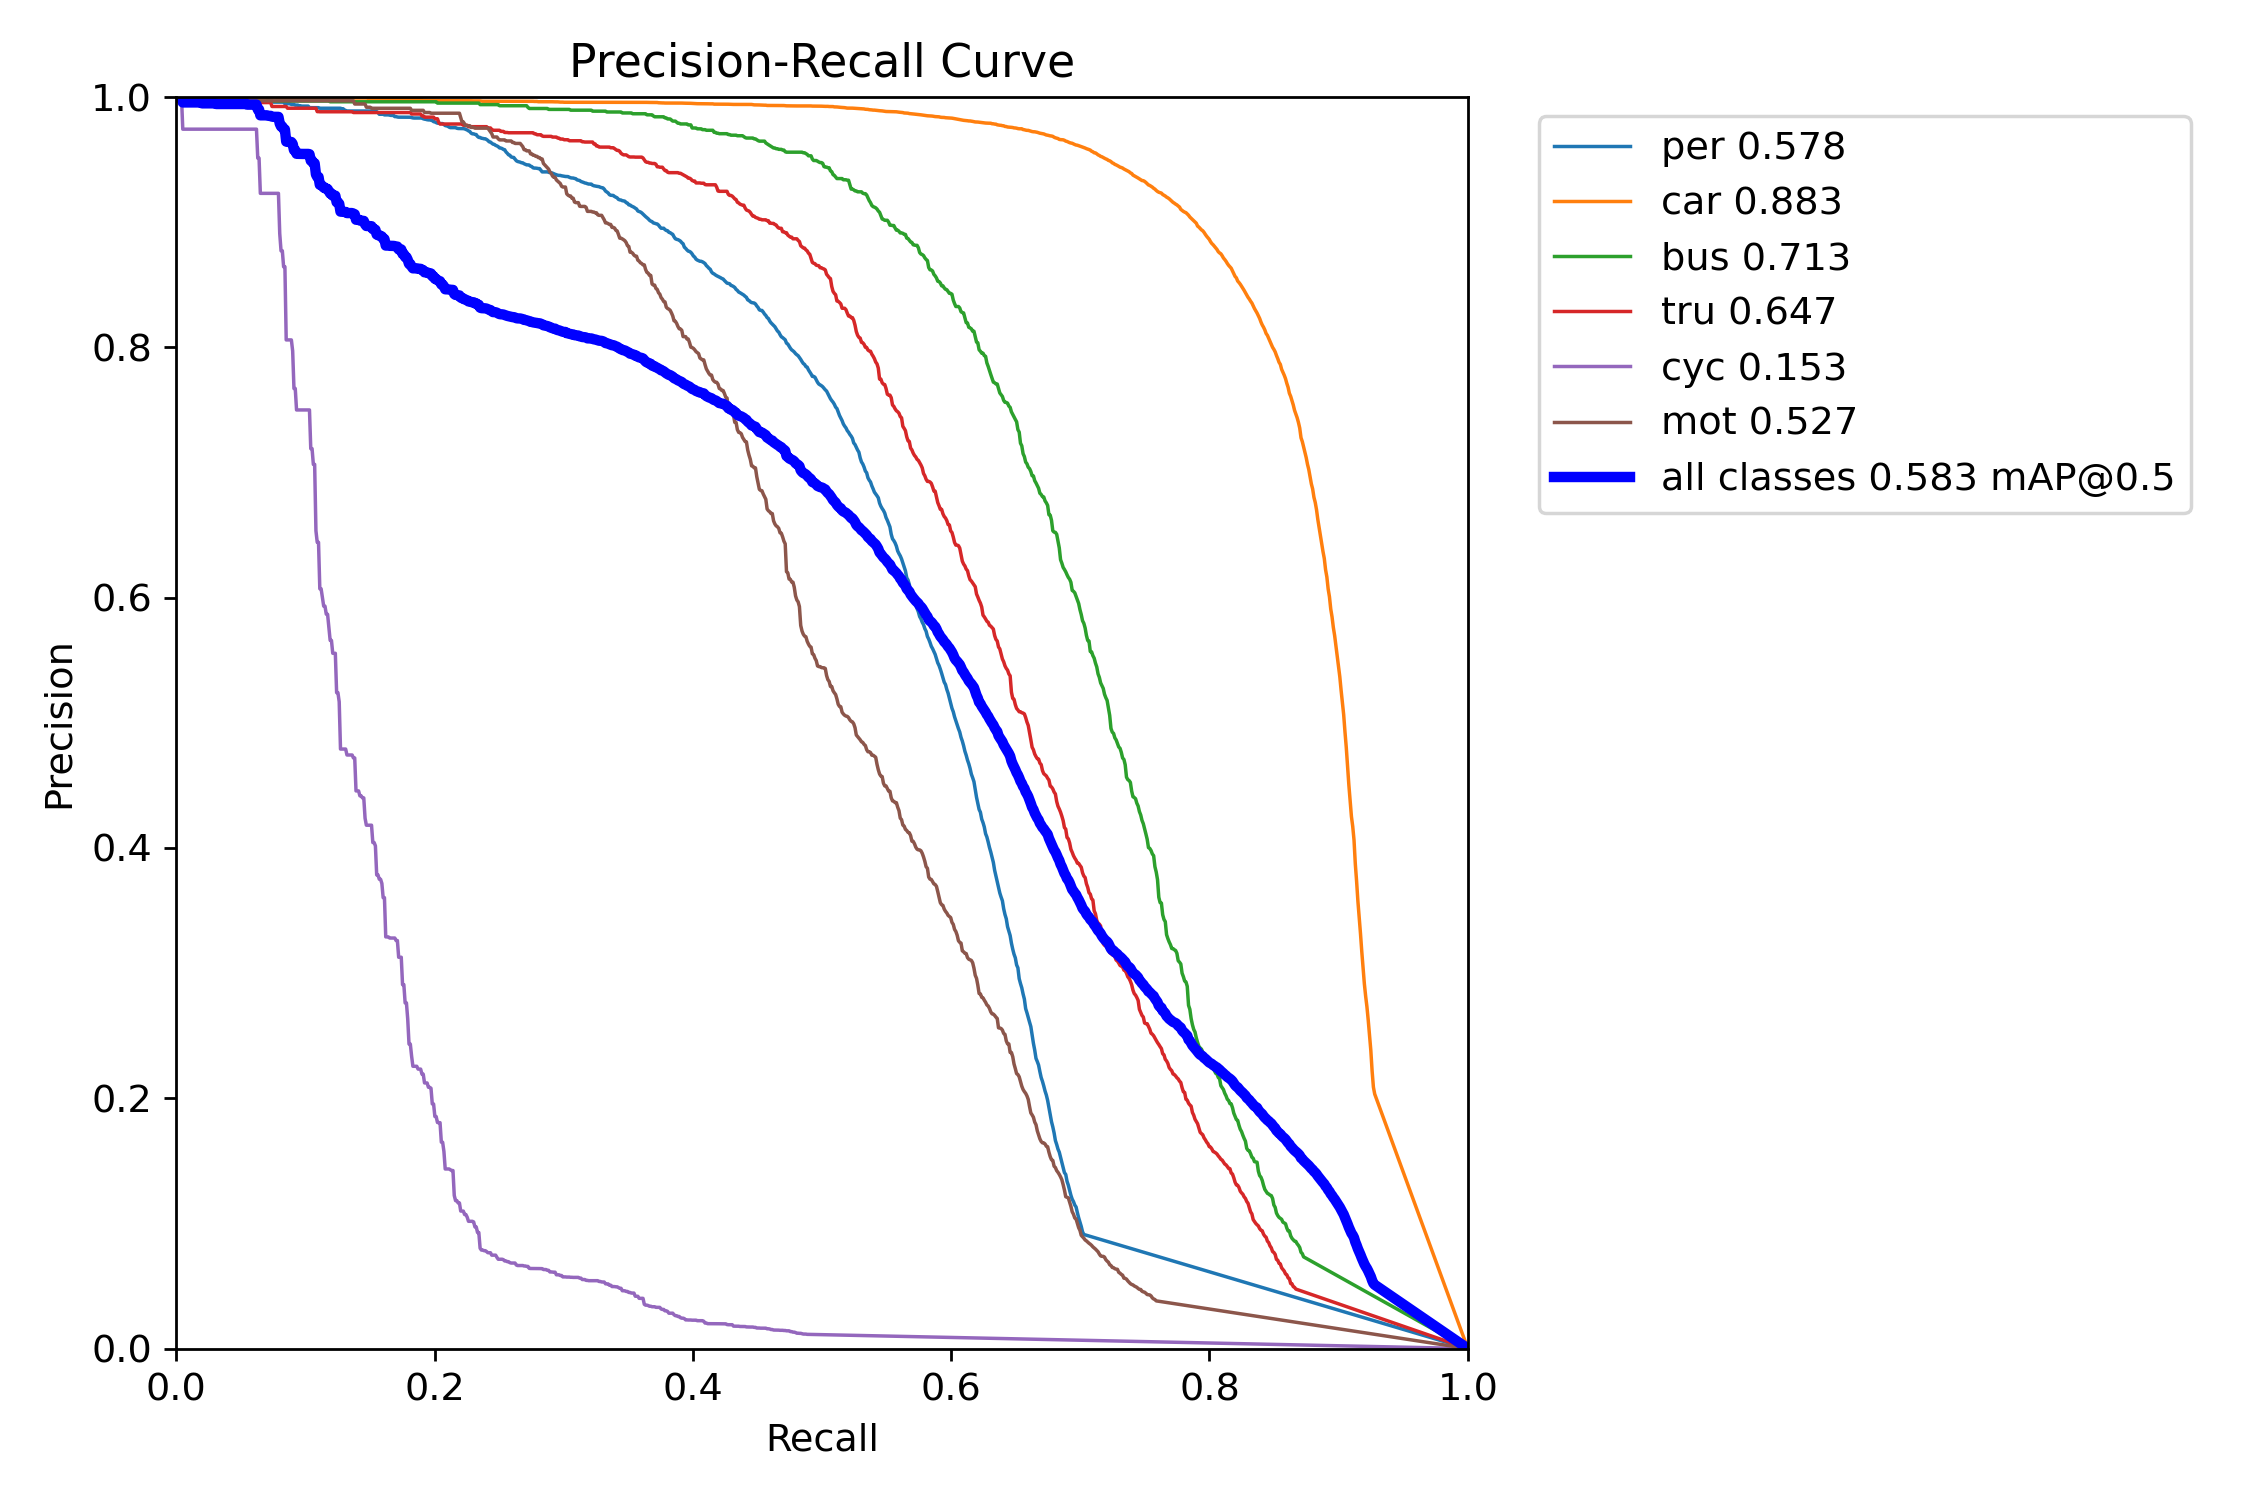 Precision-Recall Curve
1.0
0.8
0.6
0.4
0.2
0.0
Precision
0.0 0.2 0.4 0.6 0.8 1.0
Recall
per 0.578
car 0.883
bus 0.713
tru 0.647
cyc 0.153
mot 0.527
all classes 0.583 mAP@0.5